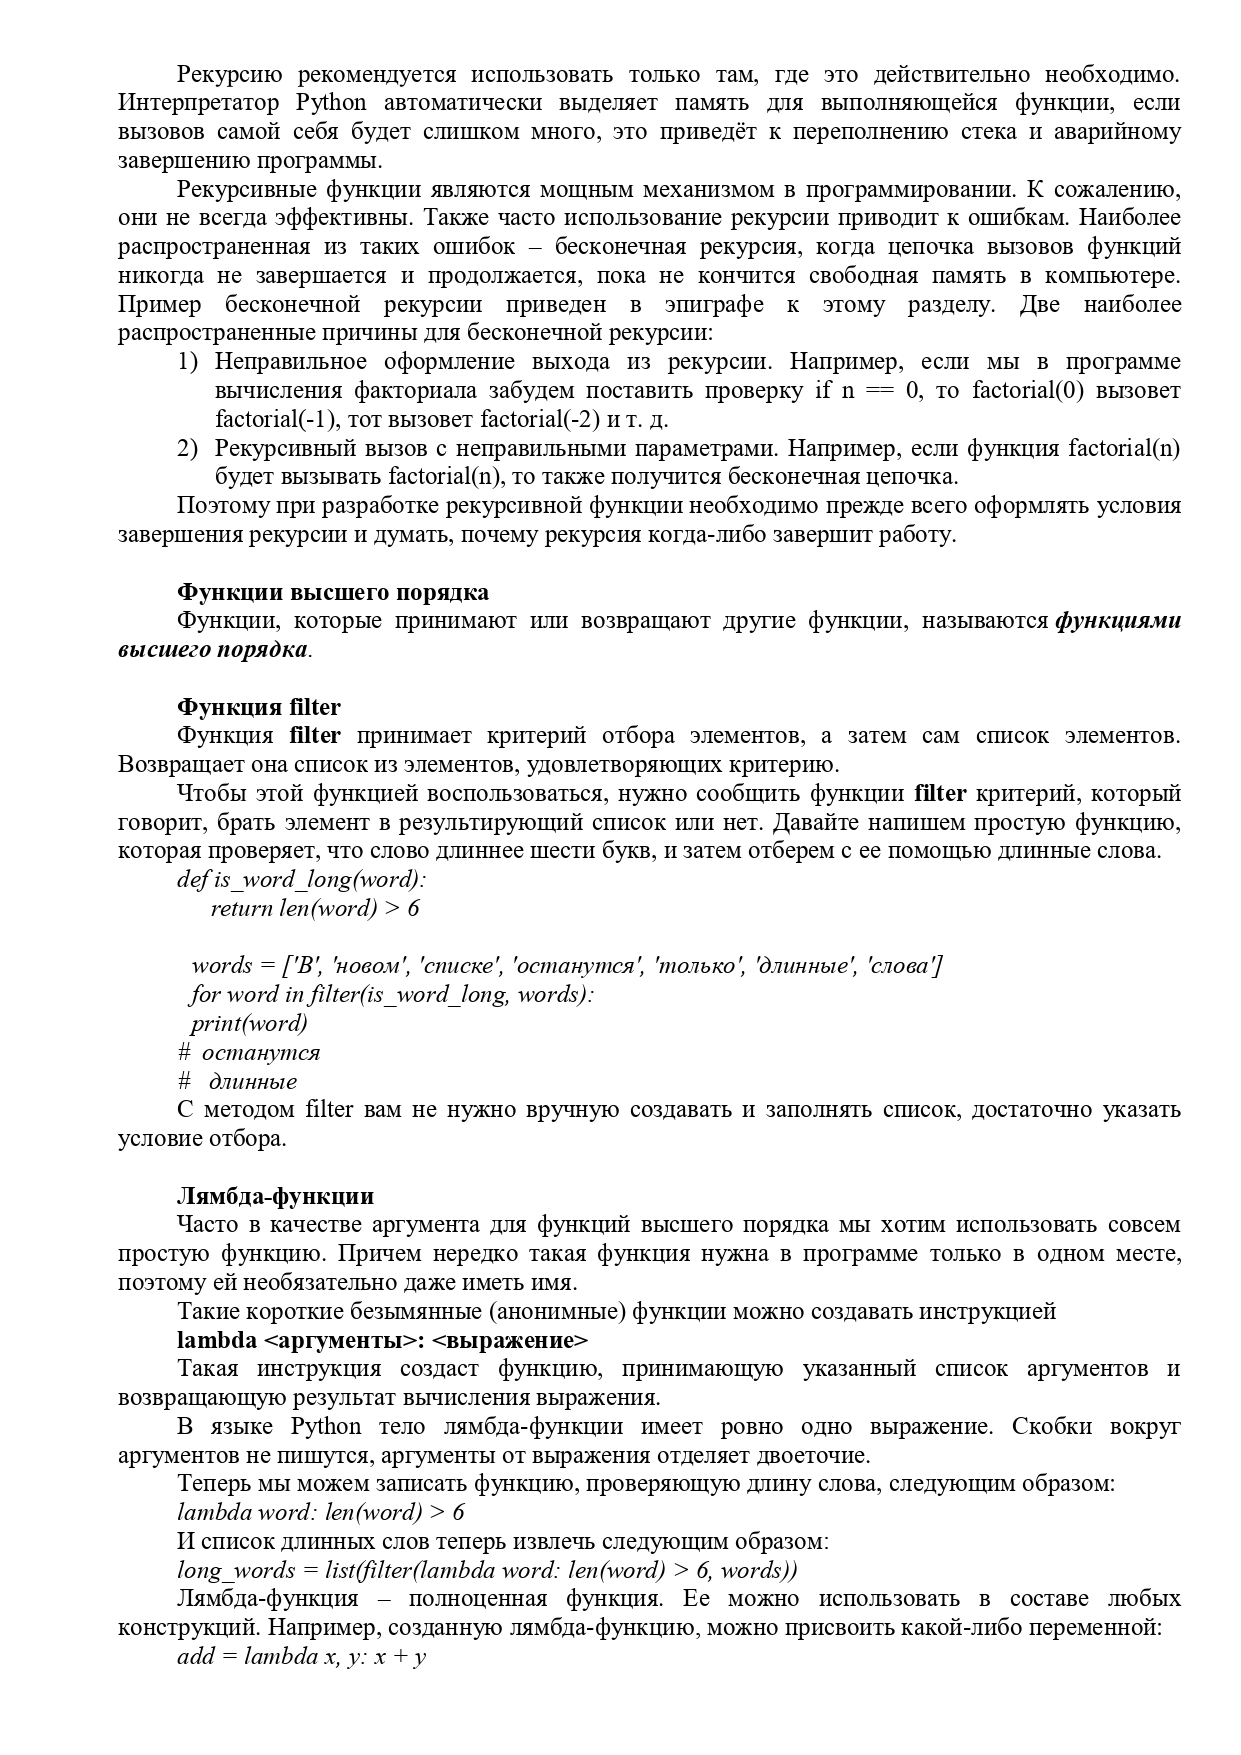 Рекурсию рекомендуется использовать только там, где это действительно необходимо.
Интерпретатор Python автоматически выделяет память для выполняющейся функции, если
вызовов самой себя будет слишком много, это приведёт к переполнению стека и аварийному
завершению программы.
Рекурсивные функции являются мощным механизмом в программировании. К сожалению,
они не всегда эффективны. Также часто использование рекурсии приводит к ошибкам. Наиболее
распространенная из таких ошибок – бесконечная рекурсия, когда цепочка вызовов функций
никогда не завершается и продолжается, пока не кончится свободная память в компьютере.
Пример бесконечной рекурсии приведен в эпиграфе к этому разделу. Две наиболее
распространенные причины для бесконечной рекурсии:
1) Неправильное оформление выхода из рекурсии. Например, если мы в программе
вычисления факториала забудем поставить проверку if n == 0, то factorial(0) вызовет
factorial(-1), тот вызовет factorial(-2) и т. д.
2) Рекурсивный вызов с неправильными параметрами. Например, если функция factorial(n)
будет вызывать factorial(n), то также получится бесконечная цепочка.
Поэтому при разработке рекурсивной функции необходимо прежде всего оформлять условия
завершения рекурсии и думать, почему рекурсия когда-либо завершит работу.
Функции высшего порядка
Функции, которые принимают или возвращают другие функции, называются функциями
высшего порядка.
Функция filter
Функция filter принимает критерий отбора элементов, а затем сам список элементов.
Возвращает она список из элементов, удовлетворяющих критерию.
Чтобы этой функцией воспользоваться, нужно сообщить функции filter критерий, который
говорит, брать элемент в результирующий список или нет. Давайте напишем простую функцию,
которая проверяет, что слово длиннее шести букв, и затем отберем с ее помощью длинные слова.
def is_word_long(word):
return len(word) > 6
words = ['В', 'новом', 'списке', 'останутся', 'только', 'длинные', 'слова']
for word in filter(is_word_long, words):
print(word)
# останутся
# длинные
С методом filter вам не нужно вручную создавать и заполнять список, достаточно указать
условие отбора.
Лямбда-функции
Часто в качестве аргумента для функций высшего порядка мы хотим использовать совсем
простую функцию. Причем нередко такая функция нужна в программе только в одном месте,
поэтому ей необязательно даже иметь имя.
Такие короткие безымянные (анонимные) функции можно создавать инструкцией
lambda <аргументы>: <выражение>
Такая инструкция создаст функцию, принимающую указанный список аргументов и
возвращающую результат вычисления выражения.
В языке Python тело лямбда-функции имеет ровно одно выражение. Скобки вокруг
аргументов не пишутся, аргументы от выражения отделяет двоеточие.
Теперь мы можем записать функцию, проверяющую длину слова, следующим образом:
lambda word: len(word) > 6
И список длинных слов теперь извлечь следующим образом:
long_words = list(filter(lambda word: len(word) > 6, words))
Лямбда-функция – полноценная функция. Ее можно использовать в составе любых
конструкций. Например, созданную лямбда-функцию, можно присвоить какой-либо переменной:
add = lambda x, y: x + y